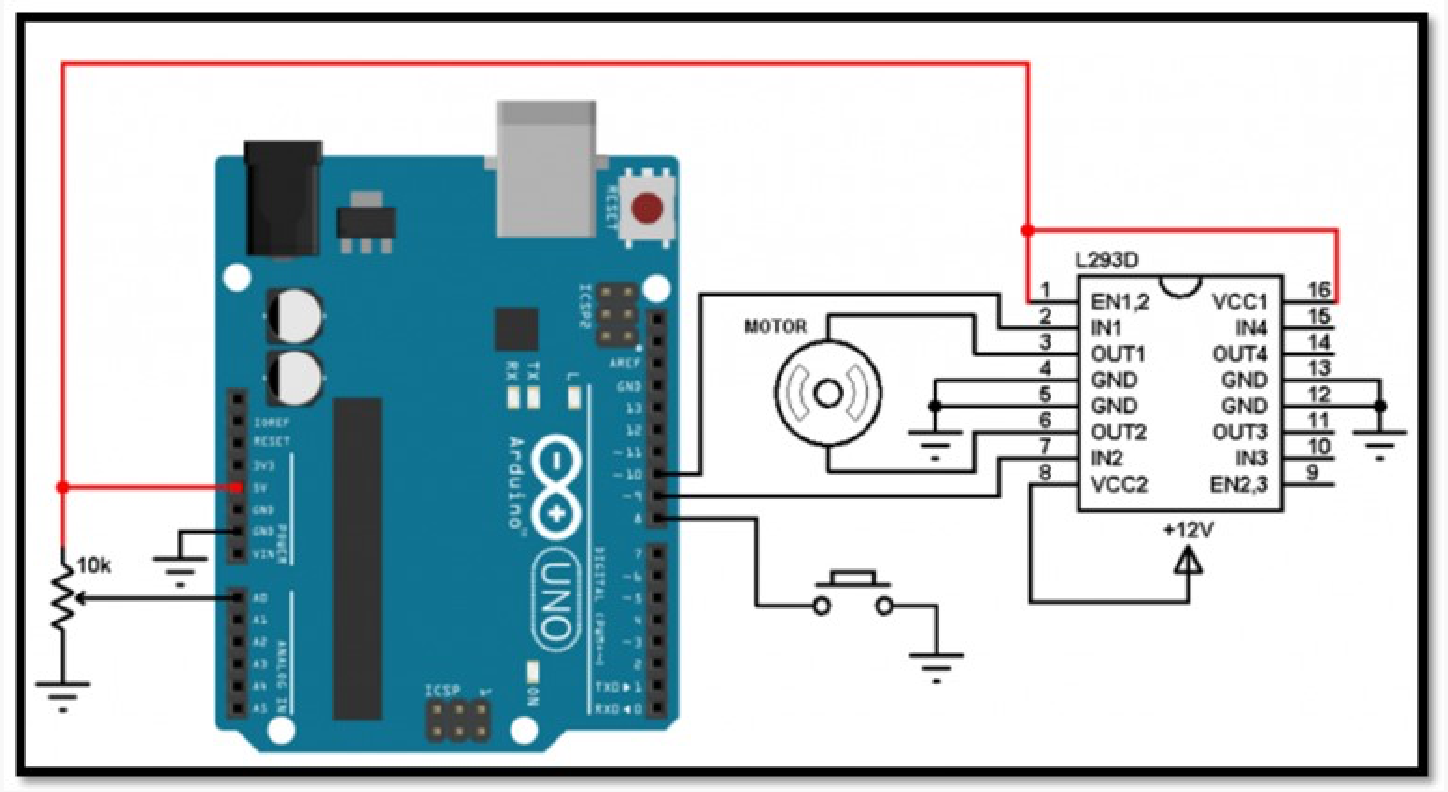 RESET
ICSP2
L293D
1 EN1,2 VCC1 16
2 IN1 IN4 15
3 OUT1 OUT4 14
4 GND GND 13
5 GND GND 12
6 OUT2 OUT3 11
7 IN2 IN3 10
8 VCC2 EN2,3 9
MOTOR
+12V
AREF
GND
13
12
~11
~10
~9
8
7
~6
~5
4
~3
2
TXD▶1
RXD◀0
RX
TX
L
IOREF
RESET
3V3
5V
GND
GND
VIN
POWER
Arduino™
UNO
DIGITAL (PWM=~)
10k
A0
A1
A2
A3
A4
A5
ANALOG IN
ICSP
ON